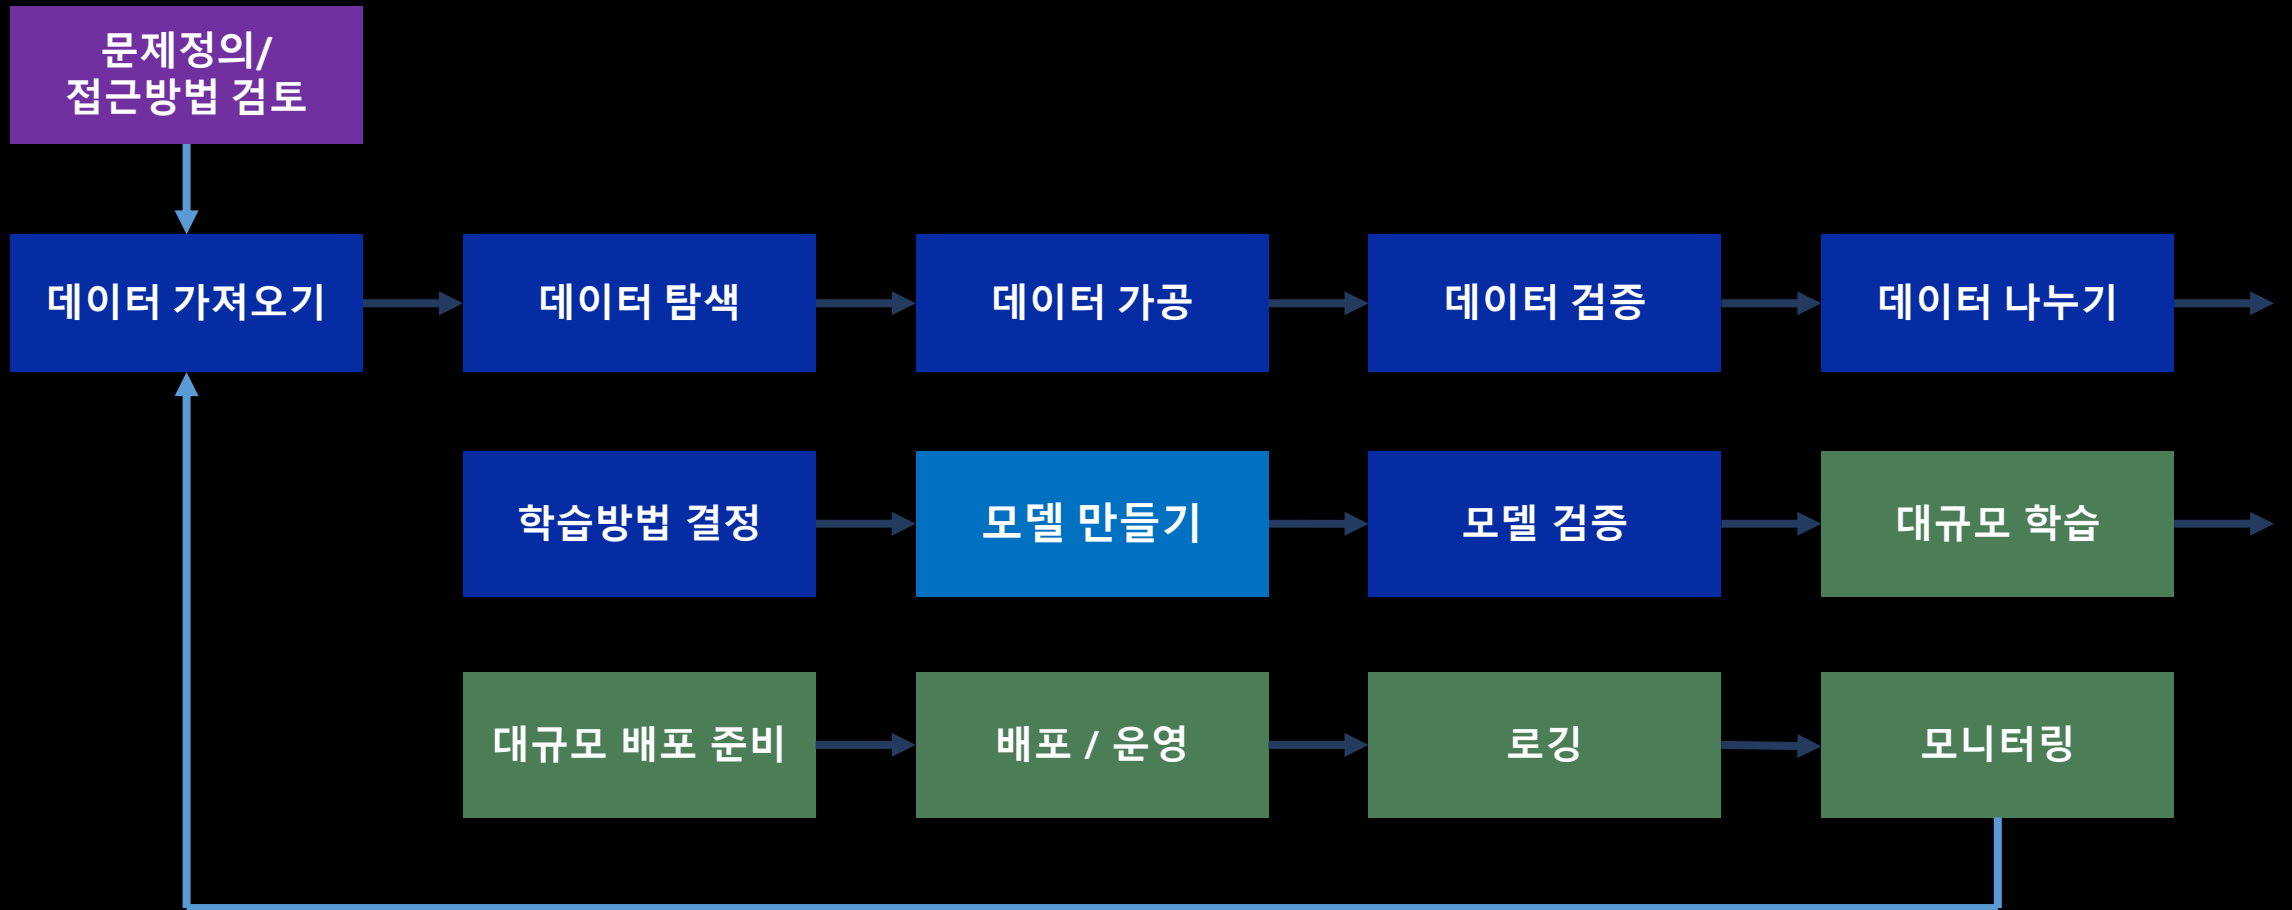 문제정의/
접근방법 검토
데이터 가져오기
데이터 탐색
데이터 가공
데이터 검증
데이터 나누기
학습방법 결정
모델 만들기
모델 검증
대규모 학습
대규모 배포 준비
배포 / 운영
로깅
모니터링